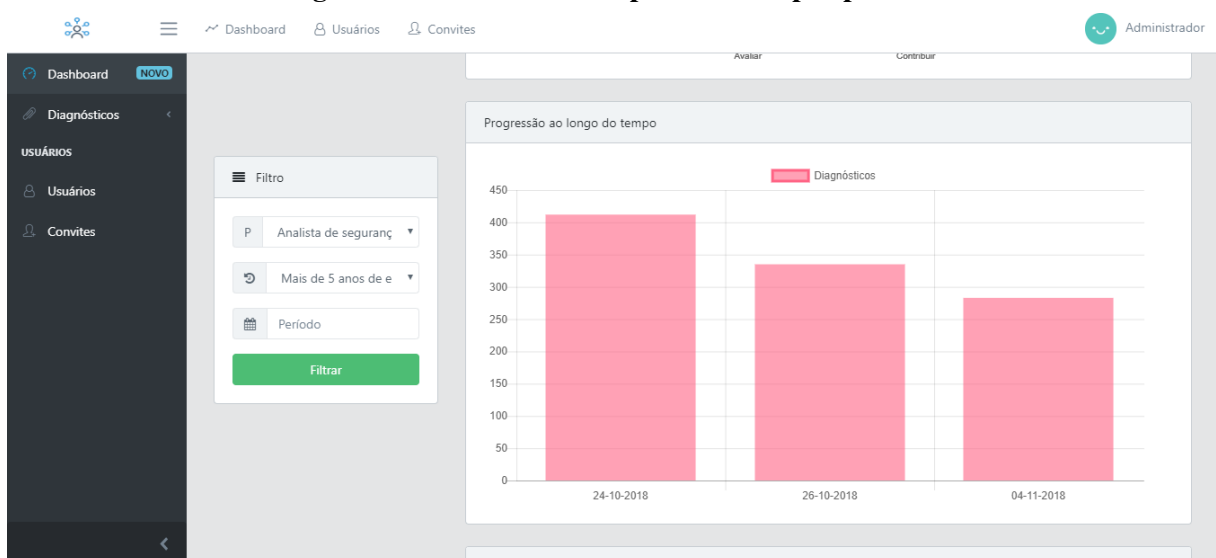 Dashboard
Usuários
Convites
Administrador
Dashboard
NOVO
Diagnósticos
USUÁRIOS
Usuários
Convites
Filtro
P
Analista de seguranç
Mais de 5 anos de e
Período
Filtrar
Avaliar
Contribuir
Progressão ao longo do tempo
Diagnósticos
450
400
350
300
250
200
150
100
50
0
24-10-2018
26-10-2018
04-11-2018